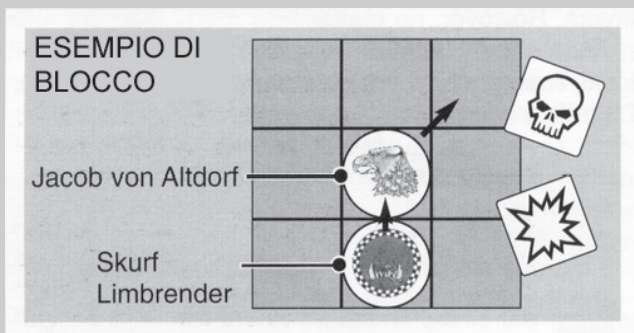 ESEMPIO DI
BLOCCO
Jacob von Altdorf
Skurf
Limbrender